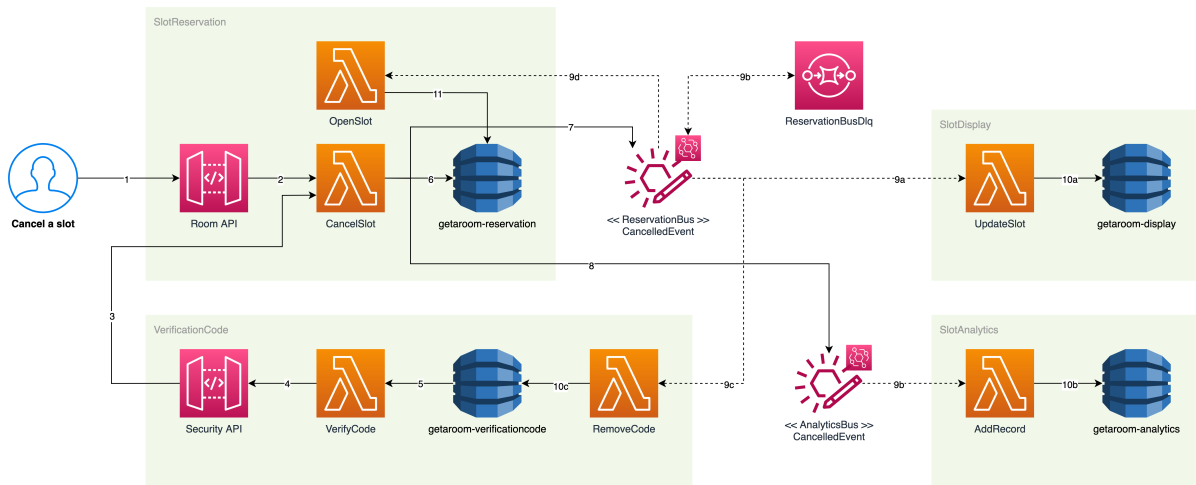 SlotReservation
OpenSlot
9d
9b
ReservationBusDlq
11
7
SlotDisplay
1
2
6
9a
10a
Cancel a slot
Room API
CancelSlot
getaroom-reservation
<< ReservationBus >>
CancelledEvent
UpdateSlot
getaroom-display
8
3
VerificationCode
SlotAnalytics
4
5
10c
9c
9b
10b
Security API
VerifyCode
getaroom-verificationcode
RemoveCode
<< AnalyticsBus >>
CancelledEvent
AddRecord
getaroom-analytics